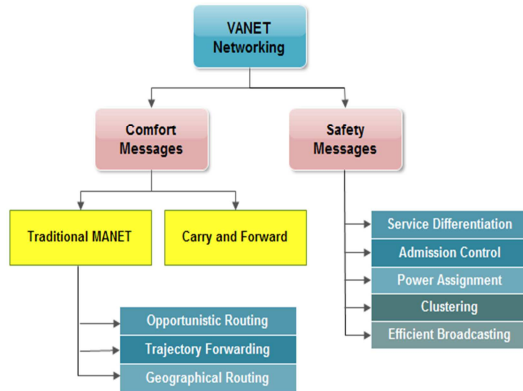 VANET
Networking
Comfort
Messages
Safety
Messages
Traditional MANET
Carry and Forward
Service Differentiation
Admission Control
Power Assignment
Clustering
Efficient Broadcasting
Opportunistic Routing
Trajectory Forwarding
Geographical Routing